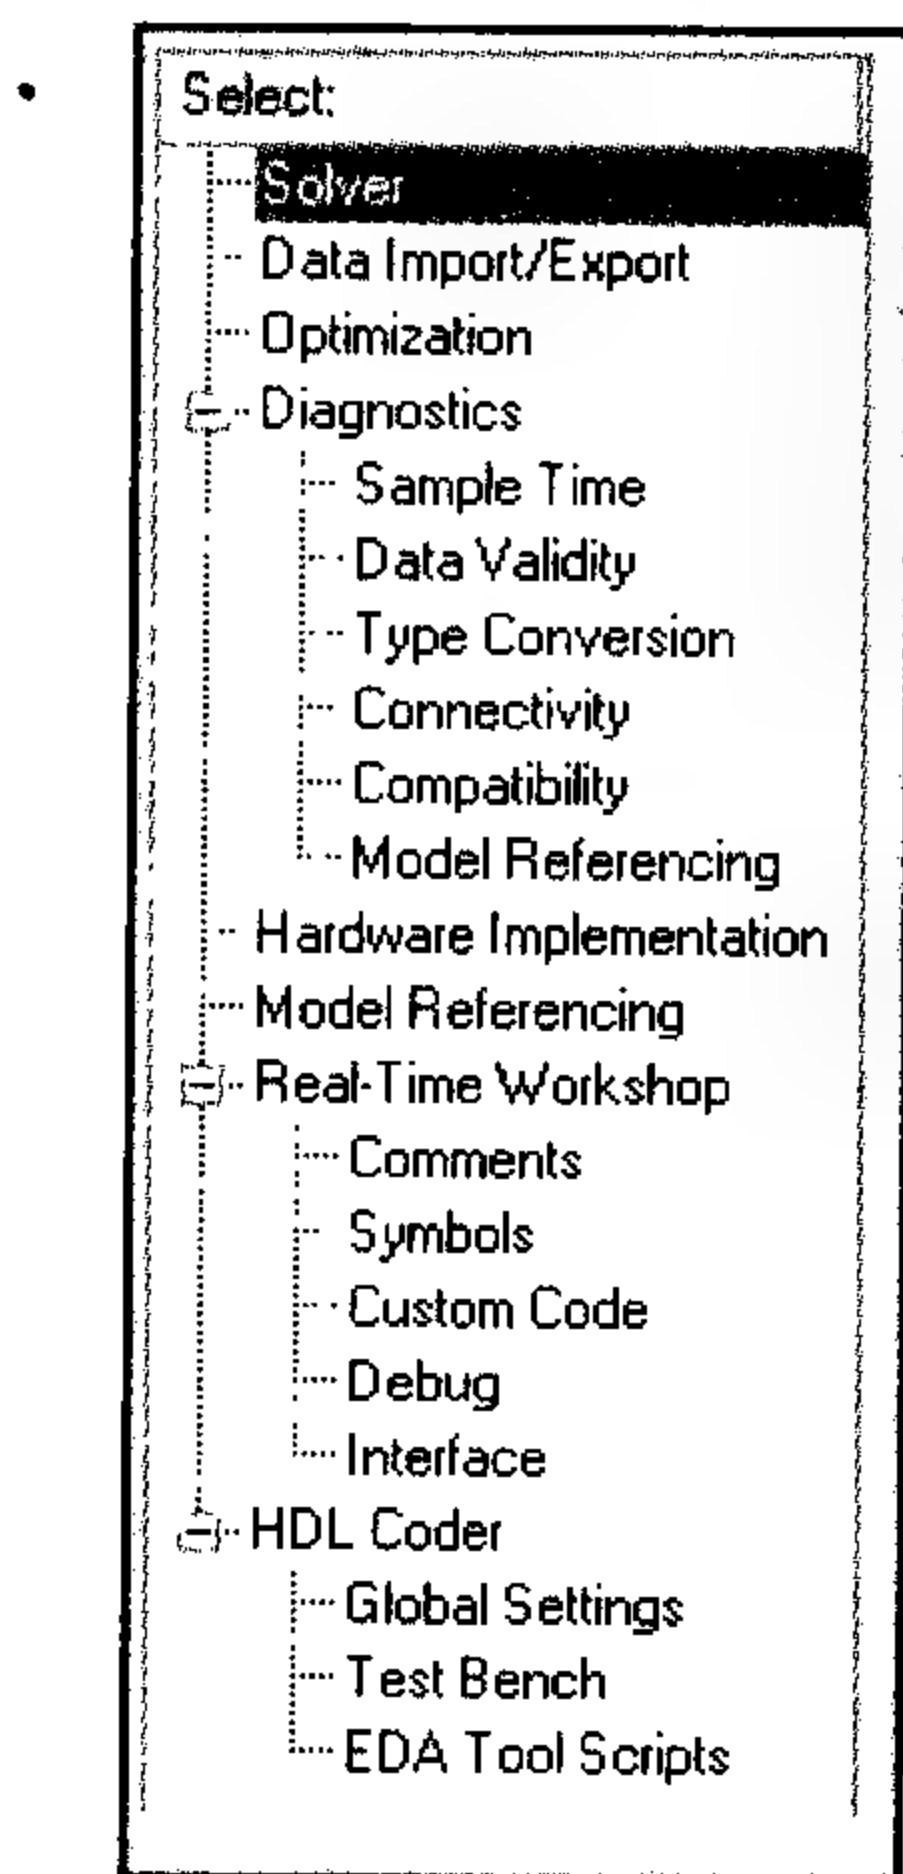 Select:
Solver
Data Import/Export
Optimization
Diagnostics
Sample Time
Data Validity
Type Conversion
Connectivity
Compatibility
Model Referencing
Hardware Implementation
Model Referencing
Real-Time Workshop
Comments
Symbols
Custom Code
Debug
Interface
HDL Coder
Global Settings
Test Bench
EDA Tool Scripts